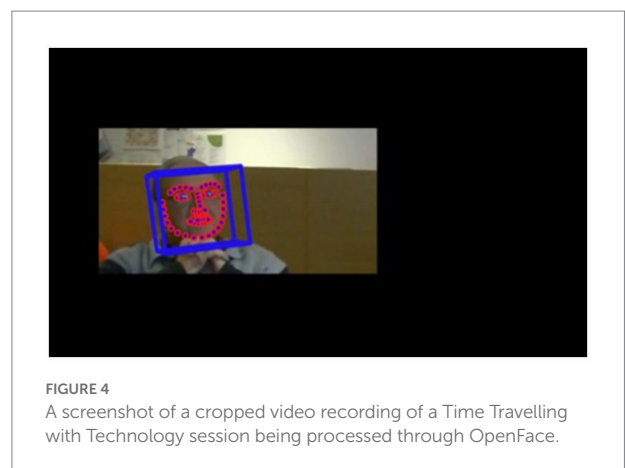 FIGURE 4
A screenshot of a cropped video recording of a Time Travelling
with Technology session being processed through OpenFace.